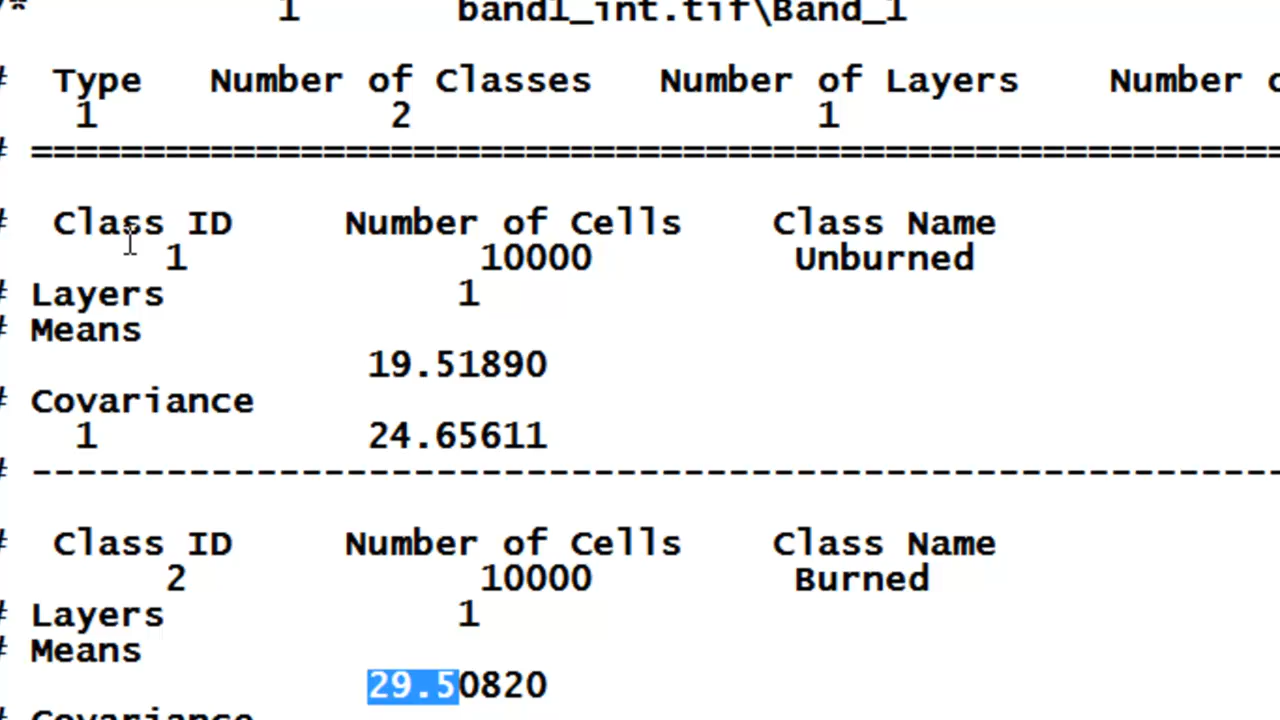 /* 1 band1_int.tif\Band_1
# Type Number of Classes Number of Layers Number o
1 2 1
# ==========================================================
# Class ID Number of Cells Class Name
1 10000 Unburned
# Layers 1
# Means
19.51890
# Covariance
1 24.65611
# ----------------------------------------------------------
# Class ID Number of Cells Class Name
2 10000 Burned
# Layers 1
# Means
29.50820
# Covariance